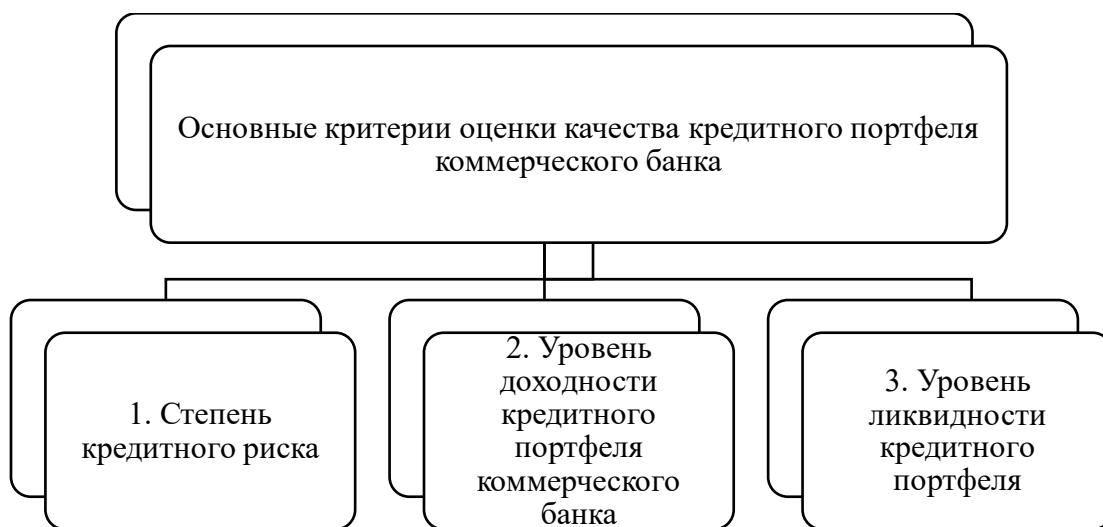 Основные критерии оценки качества кредитного портфеля
коммерческого банка
1. Степень
кредитного риска
2. Уровень
доходности
кредитного
портфеля
коммерческого
банка
3. Уровень
ликвидности
кредитного
портфеля